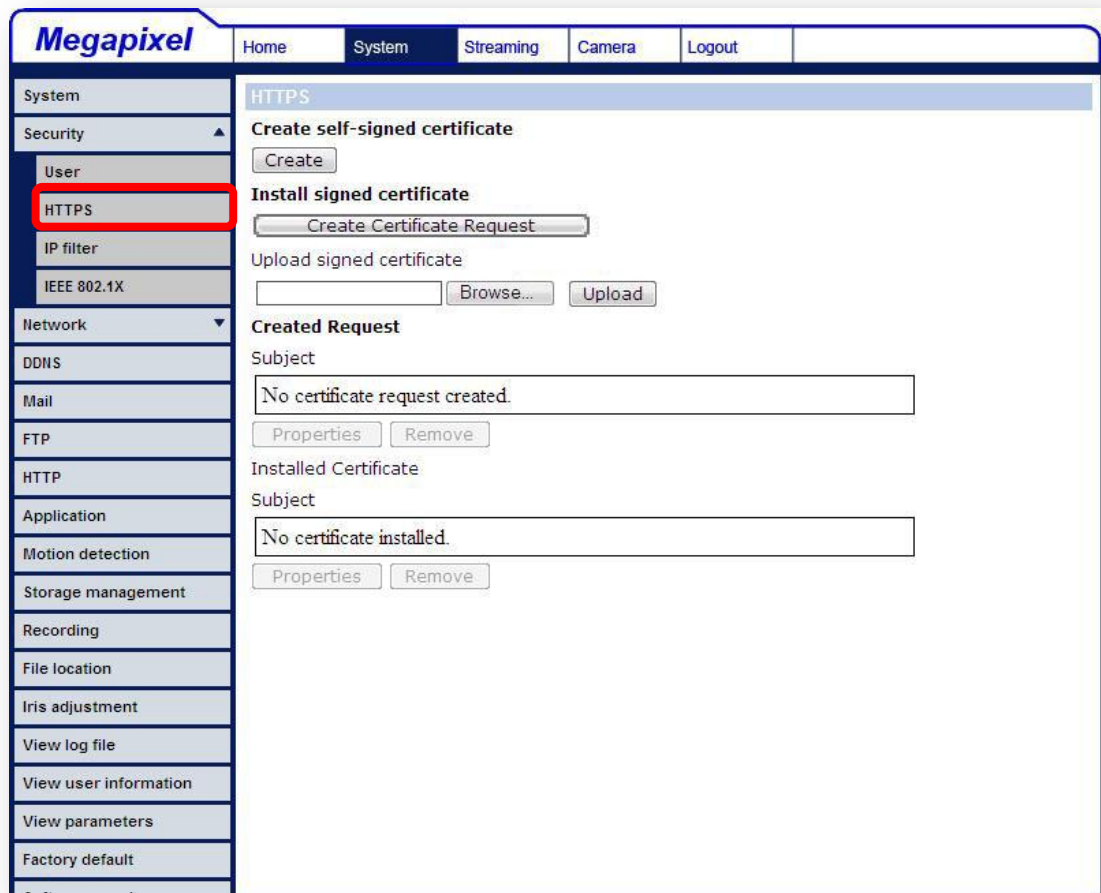 Megapixel
Home System Streaming Camera Logout
System
Security
User
HTTPS
IP filter
IEEE 802.1X
Network
DDNS
Mail
FTP
HTTP
Application
Motion detection
Storage management
Recording
File location
Iris adjustment
View log file
View user information
View parameters
Factory default
HTTPS
Create self-signed certificate
Create
Install signed certificate
Create Certificate Request
Upload signed certificate
Browse... Upload
Created Request
Subject
No certificate request created.
Properties Remove
Installed Certificate
Subject
No certificate installed.
Properties Remove